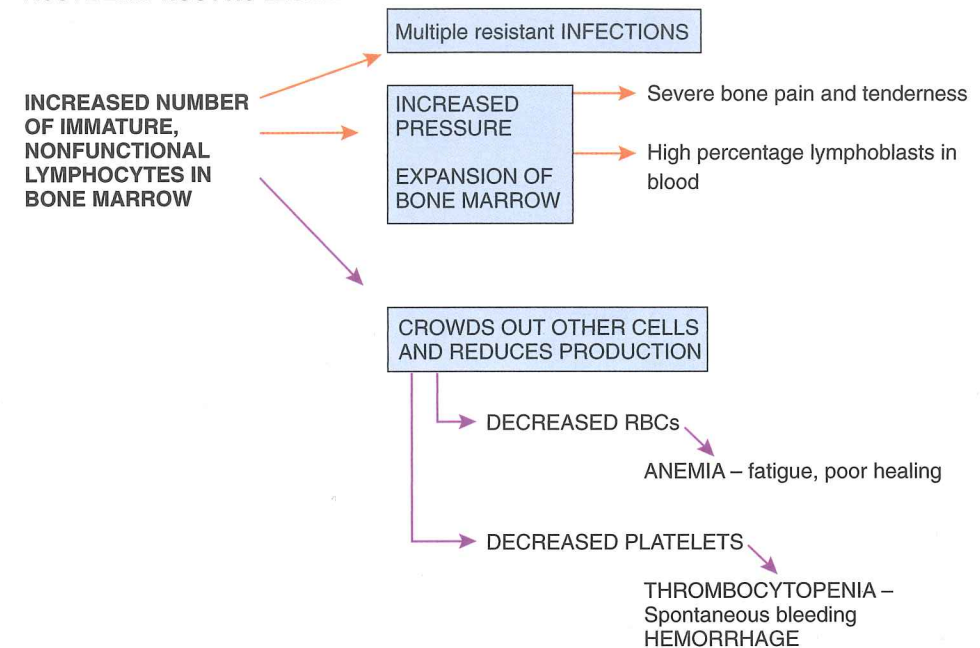 Multiple resistant INFECTIONS
INCREASED NUMBER
OF IMMATURE,
NONFUNCTIONAL
LYMPHOCYTES IN
BONE MARROW
INCREASED
PRESSURE
EXPANSION OF
BONE MARROW
Severe bone pain and tenderness
High percentage lymphoblasts in
blood
CROWDS OUT OTHER CELLS
AND REDUCES PRODUCTION
DECREASED RBCs
ANEMIA – fatigue, poor healing
DECREASED PLATELETS
THROMBOCYTOPENIA –
Spontaneous bleeding
HEMORRHAGE